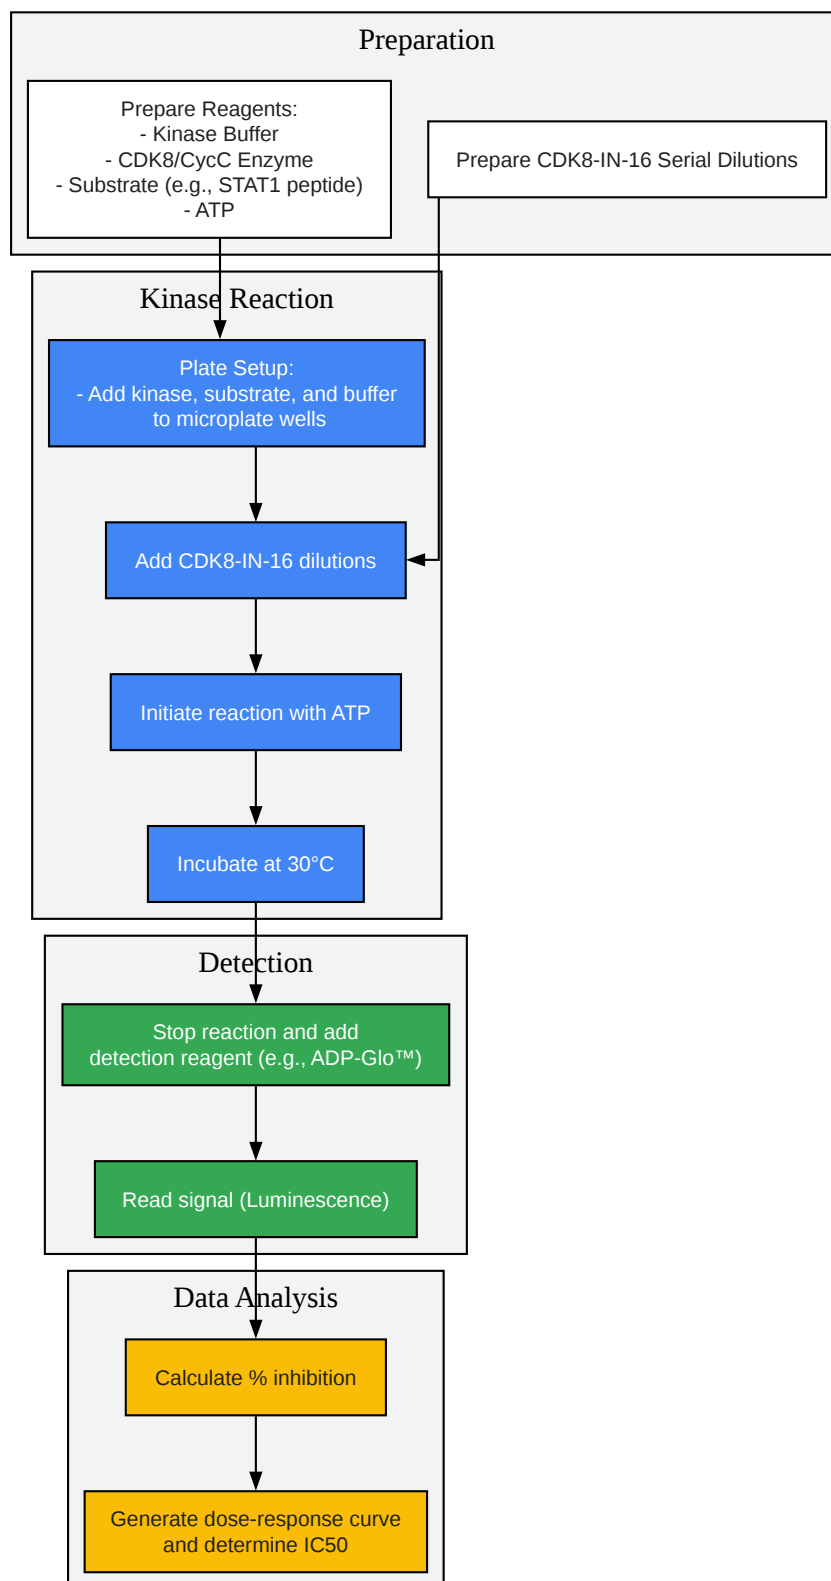 Preparation
Prepare Reagents:
- Kinase Buffer
- CDK8/CycC Enzyme
- Substrate (e.g., STAT1 peptide)
- ATP
Prepare CDK8-IN-16 Serial Dilutions
Kinase Reaction
Plate Setup:
- Add kinase, substrate, and buffer
to microplate wells
Add CDK8-IN-16 dilutions
Initiate reaction with ATP
Incubate at 30°C
Detection
Stop reaction and add
detection reagent (e.g., ADP-Glo™)
Read signal (Luminescence)
Data Analysis
Calculate % inhibition
Generate dose-response curve
and determine IC50